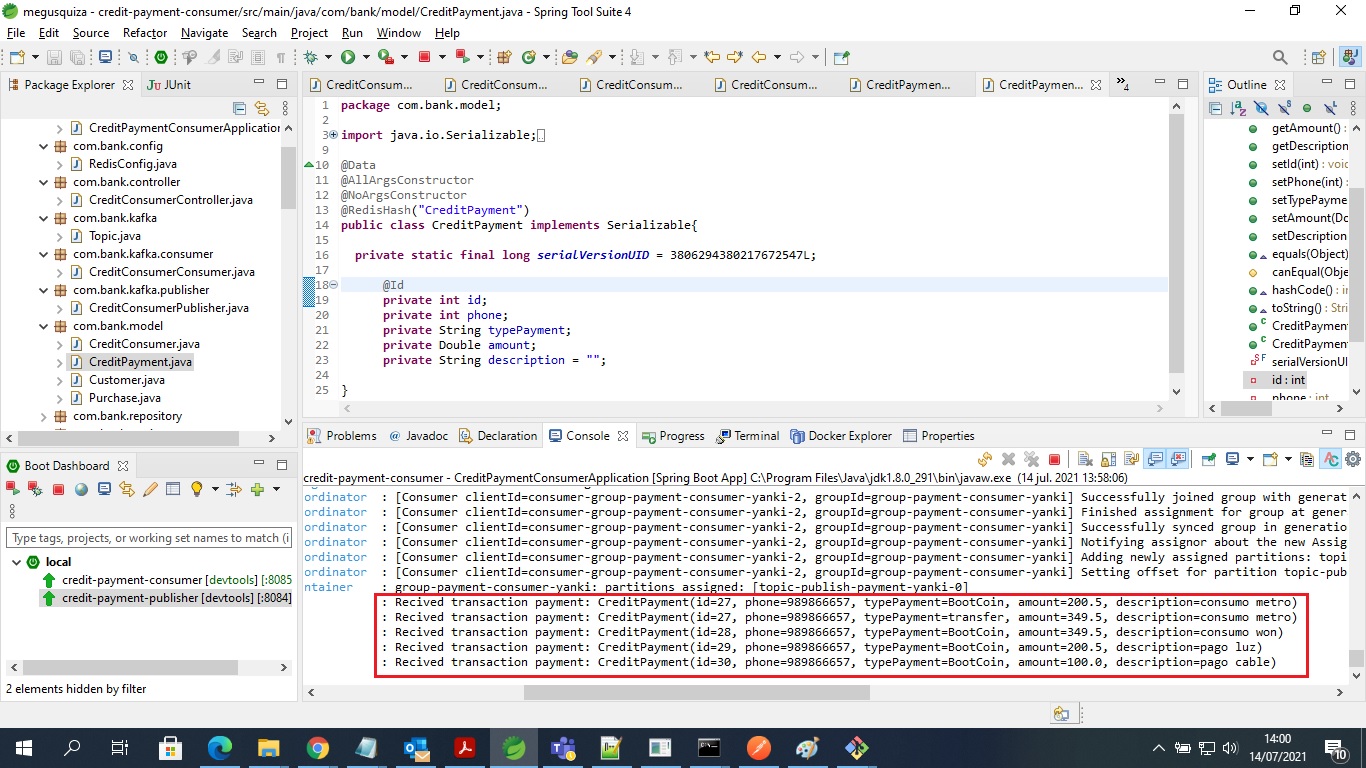 megusquiza - credit-payment-consumer/src/main/java/com/bank/model/CreditPayment.java - Spring Tool Suite 4
File Edit Source Refactor Navigate Search Project Run Window Help
Package Explorer JUnit
CreditPaymentConsumerApplication
com.bank.config
RedisConfig.java
com.bank.controller
CreditConsumerController.java
com.bank.kafka
Topic.java
com.bank.kafka.consumer
CreditConsumerConsumer.java
com.bank.kafka.publisher
CreditConsumerPublisher.java
com.bank.model
CreditConsumer.java
CreditPayment.java
Customer.java
Purchase.java
com.bank.repository
CreditConsum... CreditConsum... CreditConsum... CreditConsum... CreditPaymen... CreditPaymen... 4
1 package com.bank.model;
2
3 import java.io.Serializable;
9
10 @Data
11 @AllArgsConstructor
12 @NoArgsConstructor
13 @RedisHash("CreditPayment")
14 public class CreditPayment implements Serializable{
15
16 private static final long serialVersionUID = 3806294380217672547L;
17
18 @Id
19 private int id;
20 private int phone;
21 private String typePayment;
22 private Double amount;
23 private String description = "";
24
25 }
Outline
getAmount() :
getDescription
setId(int) : void
setPhone(int) :
setTypePayme
setAmount(Do
setDescription
equals(Object)
canEqual(Obje
hashCode() : in
toString() : Stri
CreditPayment
CreditPayment
serialVersionUI
id : int
phone : int
Boot Dashboard
Type tags, projects, or working set names to match (i
local
credit-payment-consumer [devtools] [:8085
credit-payment-publisher [devtools] [:8084]
2 elements hidden by filter
Problems Javadoc Declaration Console Progress Terminal Docker Explorer Properties
credit-payment-consumer - CreditPaymentConsumerApplication [Spring Boot App] C:\Program Files\Java\jdk1.8.0_291\bin\javaw.exe (14 jul. 2021 13:58:06)
ordinator : [Consumer clientId=consumer-group-payment-consumer-yanki-2, groupId=group-payment-consumer-yanki] Successfully joined group with generat
ordinator : [Consumer clientId=consumer-group-payment-consumer-yanki-2, groupId=group-payment-consumer-yanki] Finished assignment for group at gener
ordinator : [Consumer clientId=consumer-group-payment-consumer-yanki-2, groupId=group-payment-consumer-yanki] Successfully synced group in generatio
ordinator : [Consumer clientId=consumer-group-payment-consumer-yanki-2, groupId=group-payment-consumer-yanki] Notifying assignor about the new Assig
ordinator : [Consumer clientId=consumer-group-payment-consumer-yanki-2, groupId=group-payment-consumer-yanki] Adding newly assigned partitions: topi
ordinator : [Consumer clientId=consumer-group-payment-consumer-yanki-2, groupId=group-payment-consumer-yanki] Setting offset for partition topic-pub
ntainer : group-payment-consumer-yanki: partitions assigned: [topic-publish-payment-yanki-0]
: Recived transaction payment: CreditPayment(id=27, phone=989866657, typePayment=BootCoin, amount=200.5, description=consumo metro)
: Recived transaction payment: CreditPayment(id=27, phone=989866657, typePayment=transfer, amount=349.5, description=consumo metro)
: Recived transaction payment: CreditPayment(id=28, phone=989866657, typePayment=BootCoin, amount=349.5, description=consumo won)
: Recived transaction payment: CreditPayment(id=29, phone=989866657, typePayment=BootCoin, amount=200.5, description=pago luz)
: Recived transaction payment: CreditPayment(id=30, phone=989866657, typePayment=BootCoin, amount=100.0, description=pago cable)
14:00
14/07/2021
10